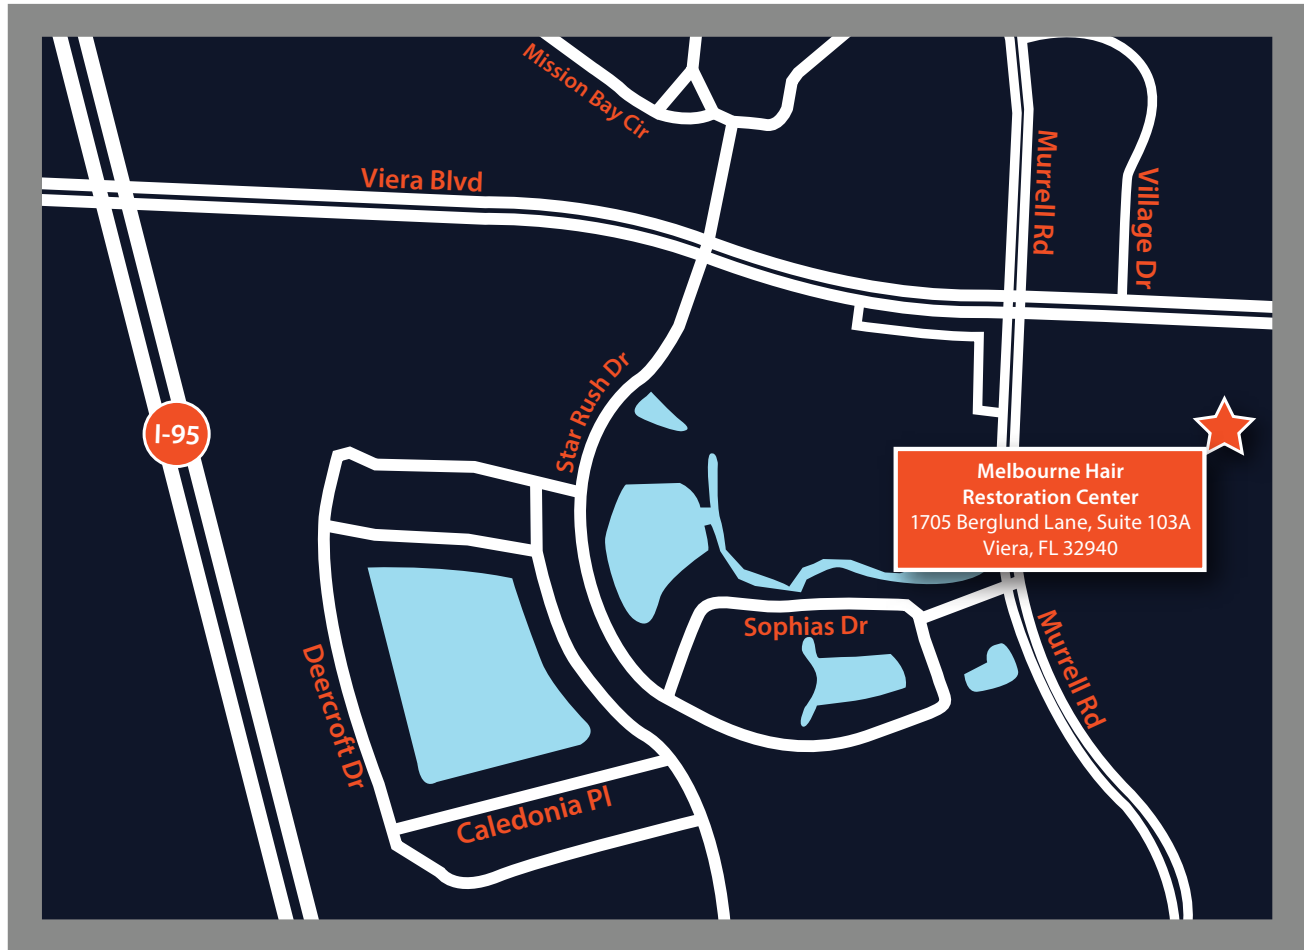 Mission Bay Cir
Viera Blvd
Murrell Rd
Village Dr
Star Rush Dr
I-95
Melbourne Hair
Restoration Center
1705 Berglund Lane, Suite 103A
Viera, FL 32940
Sophias Dr
Murrell Rd
Deercroft Dr
Caledonia Pl